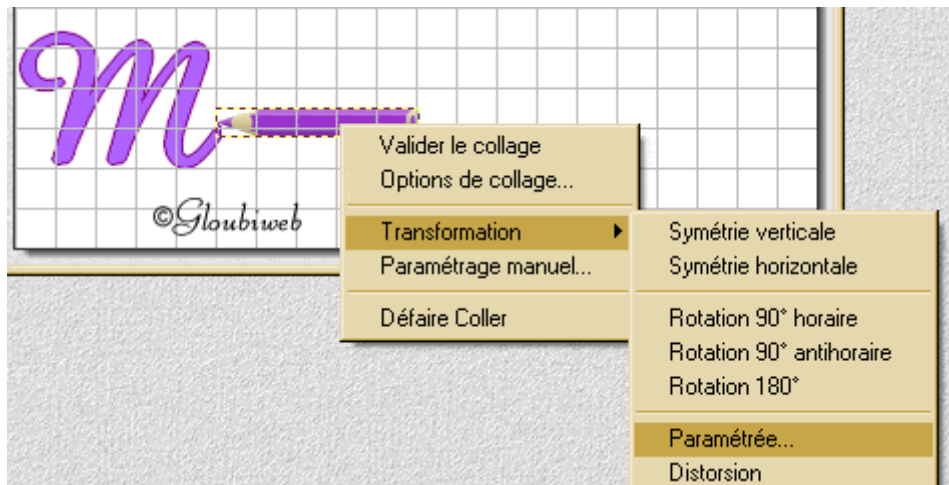 M
©Gloubiweb
Valider le collage
Options de collage...
Transformation
Paramétrage manuel...
Défaire Coller
Symétrie verticale
Symétrie horizontale
Rotation 90° horaire
Rotation 90° antihoraire
Rotation 180°
Paramétrée...
Distorsion